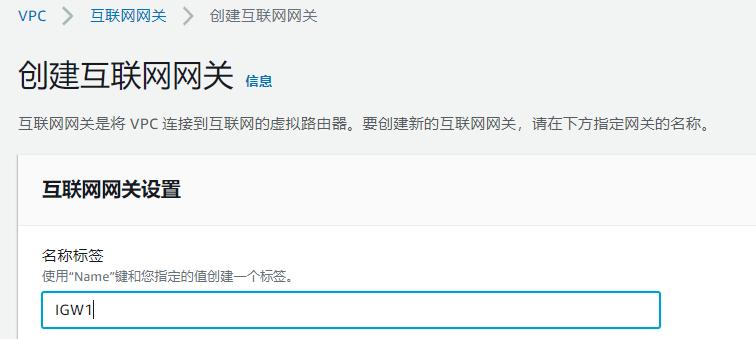 VPC 互联网网关 创建互联网网关
创建互联网网关 信息
互联网网关是将 VPC 连接到互联网的虚拟路由器。要创建新的互联网网关，请在下方指定网关的名称。
互联网网关设置
名称标签
使用“Name”键和您指定的值创建一个标签。
IGW1